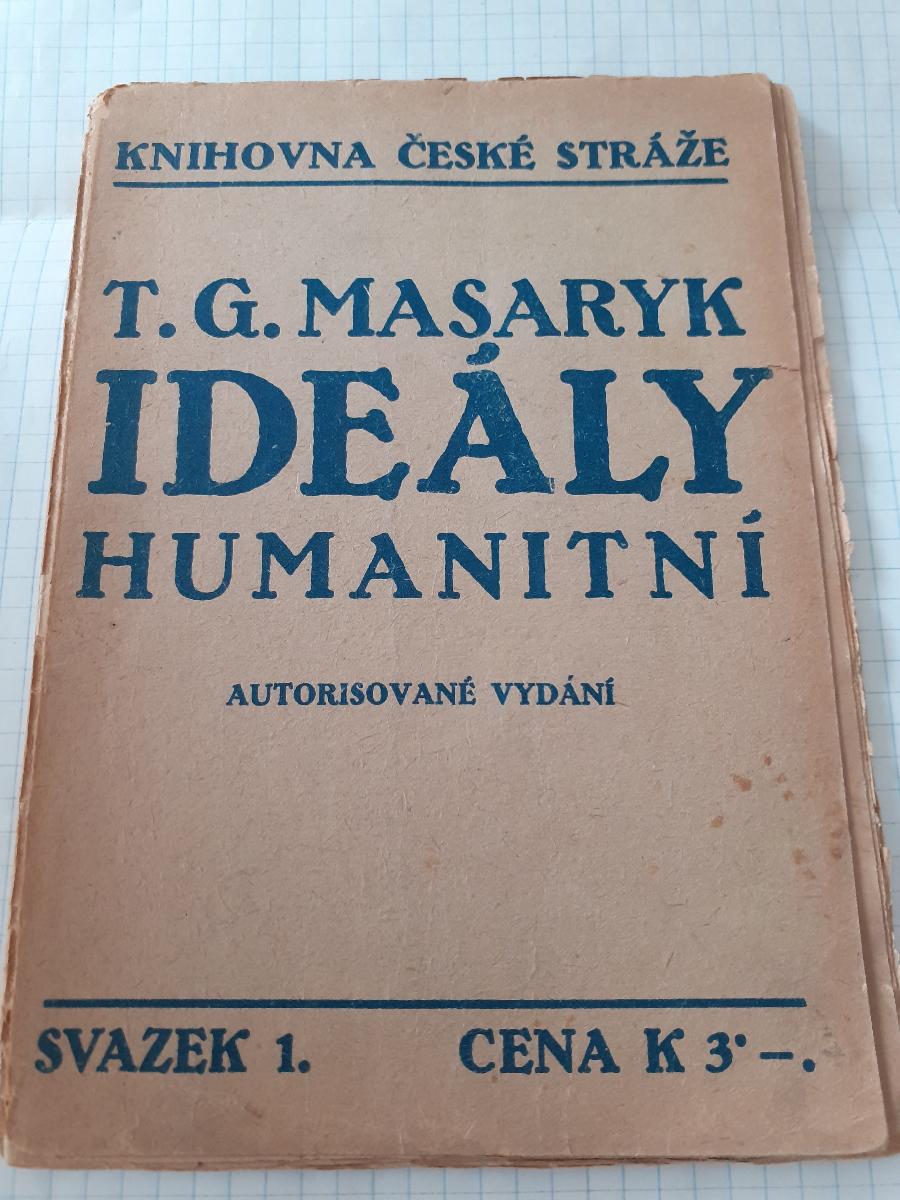 KNIHOVNA ČESKÉ STRÁŽE
T. G. MASARYK
IDEÁLY
HUMANITNÍ
AUTORISOVANÉ VYDÁNÍ
SVAZEK 1. CENA K 3·–.